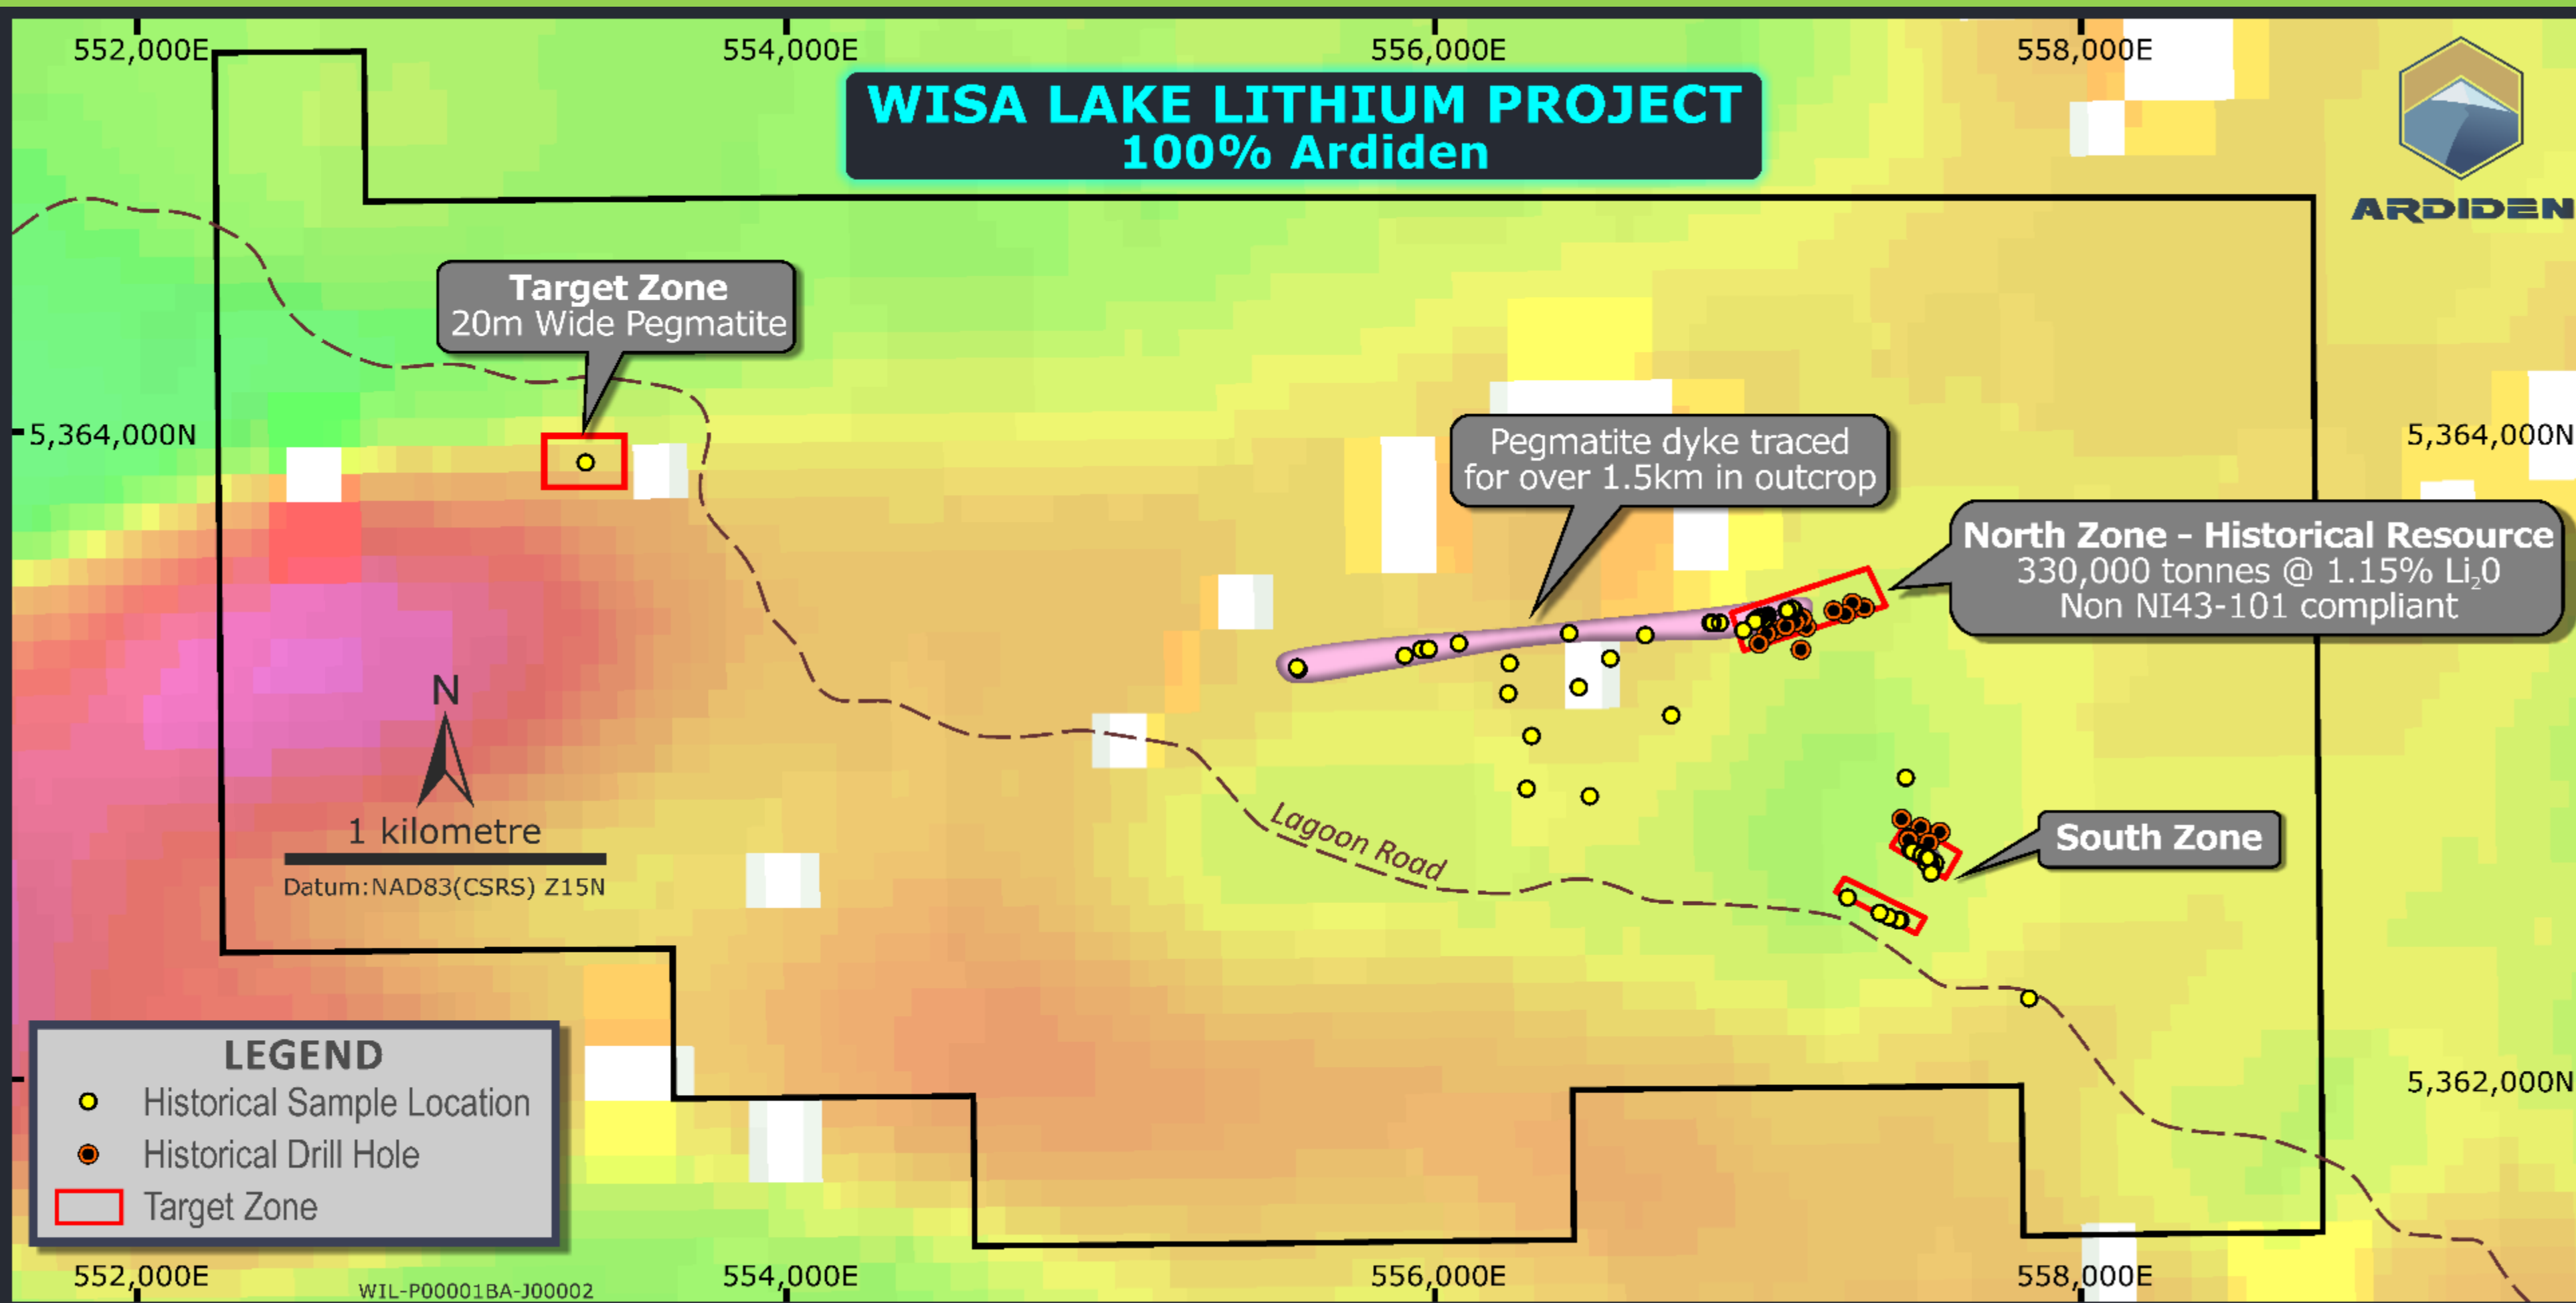 552,000E
554,000E
556,000E
558,000E
WISA LAKE LITHIUM PROJECT
100% Ardiden
ARDIDEN
Target Zone
20m Wide Pegmatite
5,364,000N
5,364,000N
Pegmatite dyke traced
for over 1.5km in outcrop
North Zone - Historical Resource
330,000 tonnes @ 1.15% Li₂0
Non NI43-101 compliant
N
1 kilometre
Datum:NAD83(CSRS) Z15N
Lagoon Road
South Zone
LEGEND
Historical Sample Location
Historical Drill Hole
Target Zone
5,362,000N
552,000E
WIL-P00001BA-J00002
554,000E
556,000E
558,000E